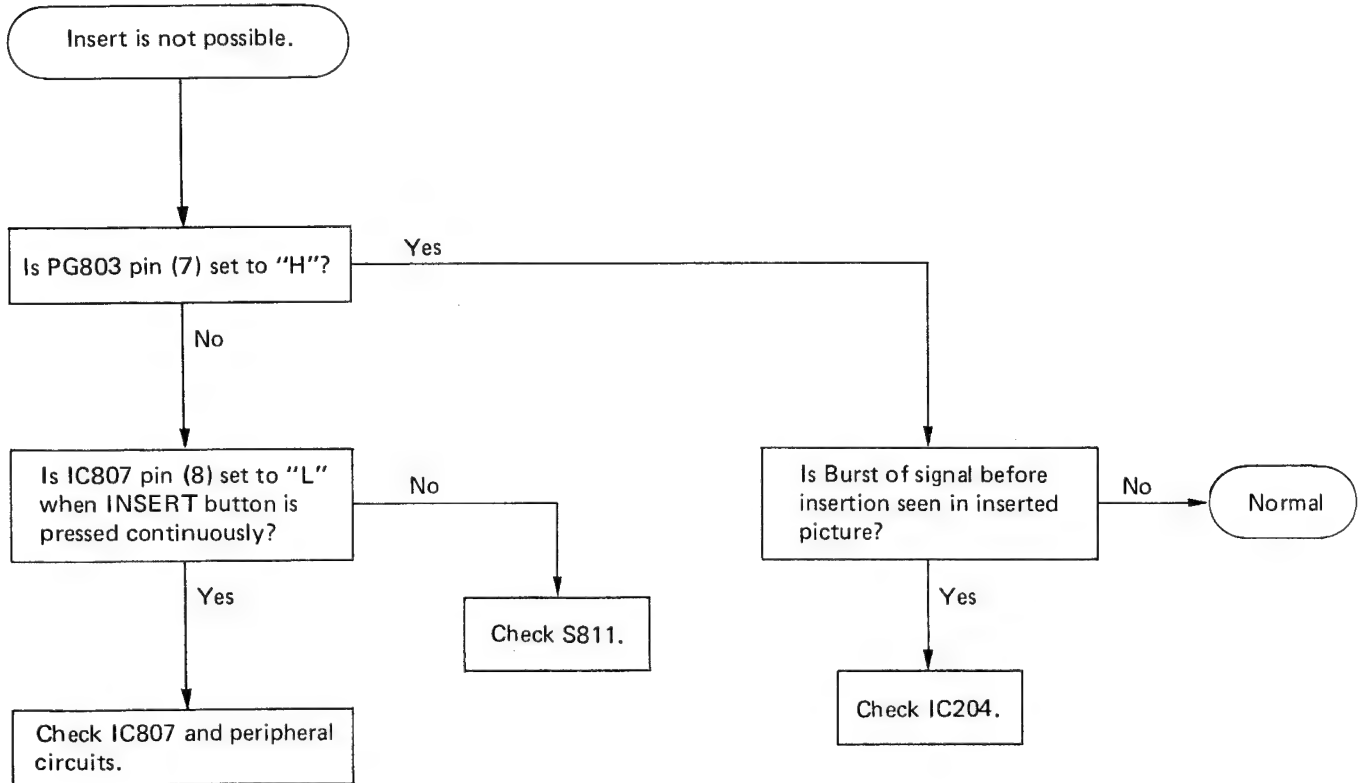 Insert is not possible.
Is PG803 pin (7) set to "H"?
Yes
No
Is IC807 pin (8) set to "L"
when INSERT button is
pressed continuously?
No
Yes
Check S811.
Check IC807 and peripheral
circuits.
Is Burst of signal before
insertion seen in inserted
picture?
No
Normal
Yes
Check IC204.